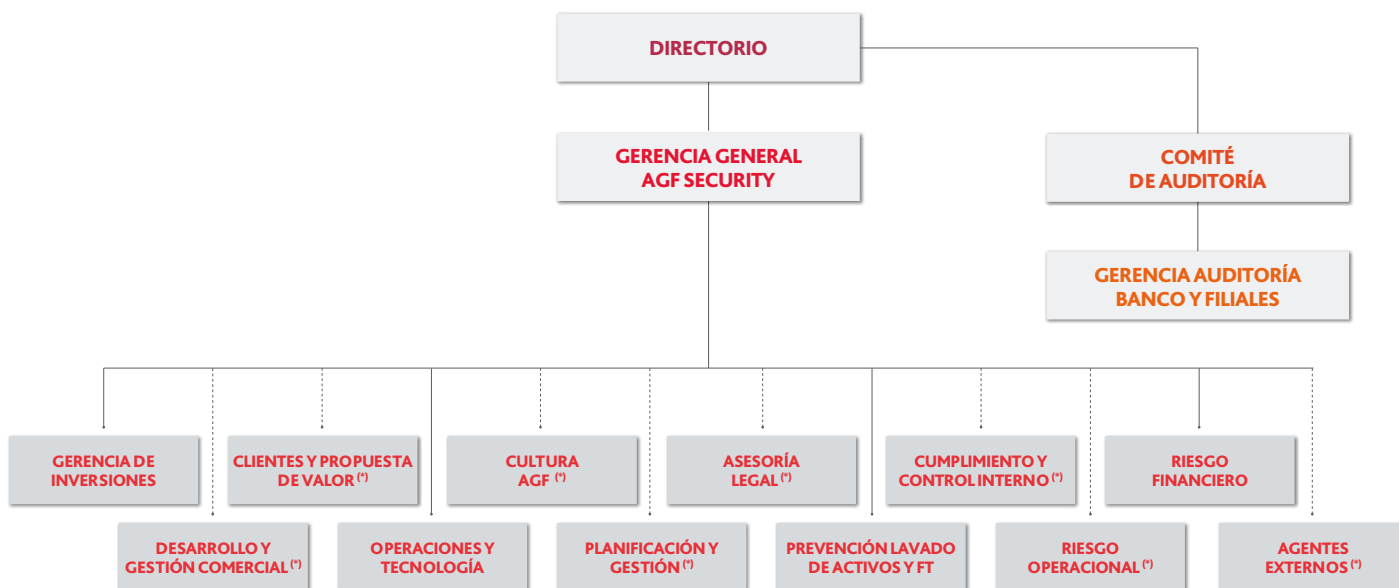 DIRECTORIO
GERENCIA GENERAL
AGF SECURITY
COMITÉ
DE AUDITORÍA
GERENCIA AUDITORÍA
BANCO Y FILIALES
GERENCIA DE
INVERSIONES
CLIENTES Y PROPUESTA
DE VALOR (*)
CULTURA
AGF (*)
ASESORÍA
LEGAL (*)
CUMPLIMIENTO Y
CONTROL INTERNO (*)
RIESGO
FINANCIERO
DESARROLLO Y
GESTIÓN COMERCIAL (*)
OPERACIONES Y
TECNOLOGÍA
PLANIFICACIÓN Y
GESTIÓN (*)
PREVENCIÓN LAVADO
DE ACTIVOS Y FT
RIESGO
OPERACIONAL (*)
AGENTES
EXTERNOS (*)